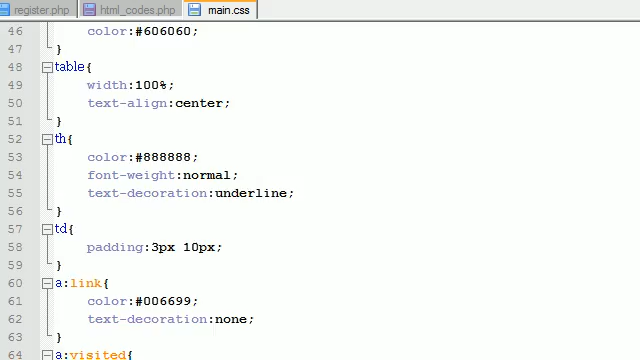 register.php html_codes.php main.css
46 color:#606060;
47 }
48 table{
49 width:100%;
50 text-align:center;
51 }
52 th{
53 color:#888888;
54 font-weight:normal;
55 text-decoration:underline;
56 }
57 td{
58 padding:3px 10px;
59 }
60 a:link{
61 color:#006699;
62 text-decoration:none;
63 }
64 a:visited{